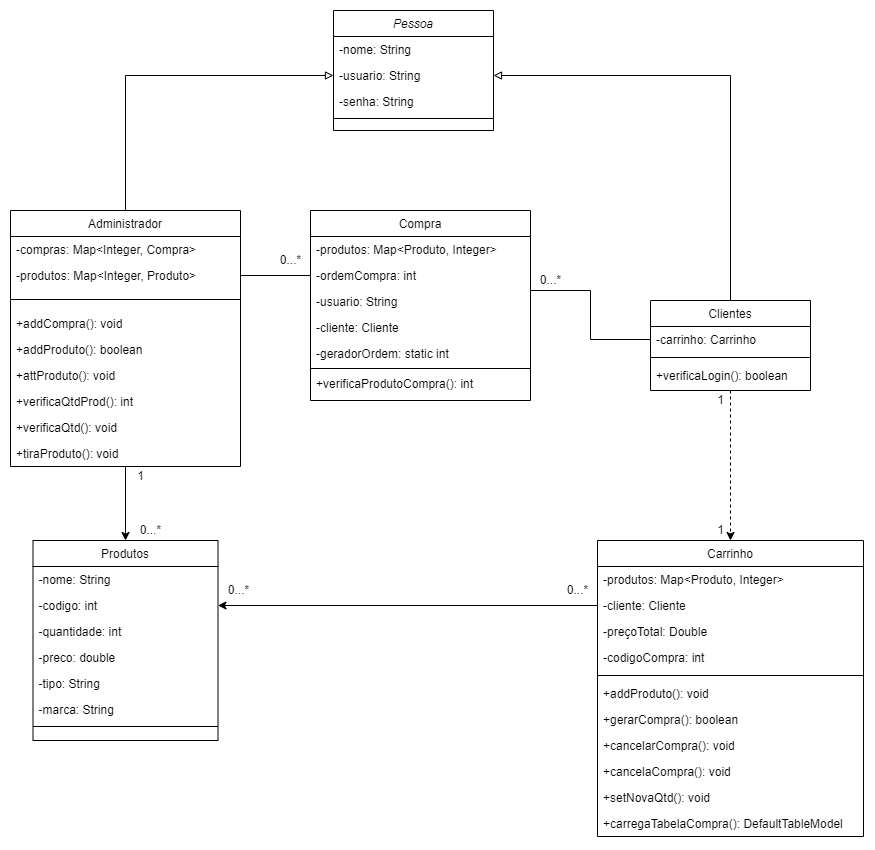 Pessoa
-nome: String
-usuario: String
-senha: String
Administrador
-compras: Map<Integer, Compra>
-produtos: Map<Integer, Produto>
+addCompra(): void
+addProduto(): boolean
+attProduto(): void
+verificaQtdProd(): int
+verificaQtd(): void
+tiraProduto(): void
0...*
Compra
-produtos: Map<Produto, Integer>
-ordemCompra: int
-usuario: String
-cliente: Cliente
-geradorOrdem: static int
+verificaProdutoCompra(): int
0...*
Clientes
-carrinho: Carrinho
+verificaLogin(): boolean
1
1
1
0...*
Produtos
-nome: String
-codigo: int
-quantidade: int
-preco: double
-tipo: String
-marca: String
0...*
0...*
Carrinho
-produtos: Map<Produto, Integer>
-cliente: Cliente
-preçoTotal: Double
-codigoCompra: int
+addProduto(): void
+gerarCompra(): boolean
+cancelarCompra(): void
+cancelaCompra(): void
+setNovaQtd(): void
+carregaTabelaCompra(): DefaultTableModel